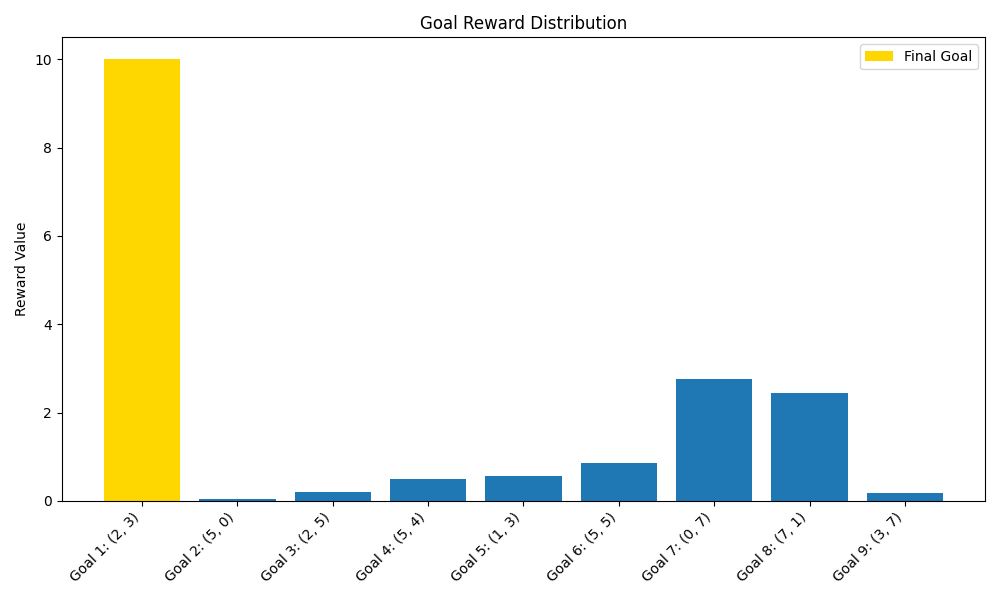 Goal Reward Distribution
Final Goal
Reward Value
10
8
6
4
2
0
Goal 1: (2, 3)
Goal 2: (5, 0)
Goal 3: (2, 5)
Goal 4: (5, 4)
Goal 5: (1, 3)
Goal 6: (5, 5)
Goal 7: (0, 7)
Goal 8: (7, 1)
Goal 9: (3, 7)